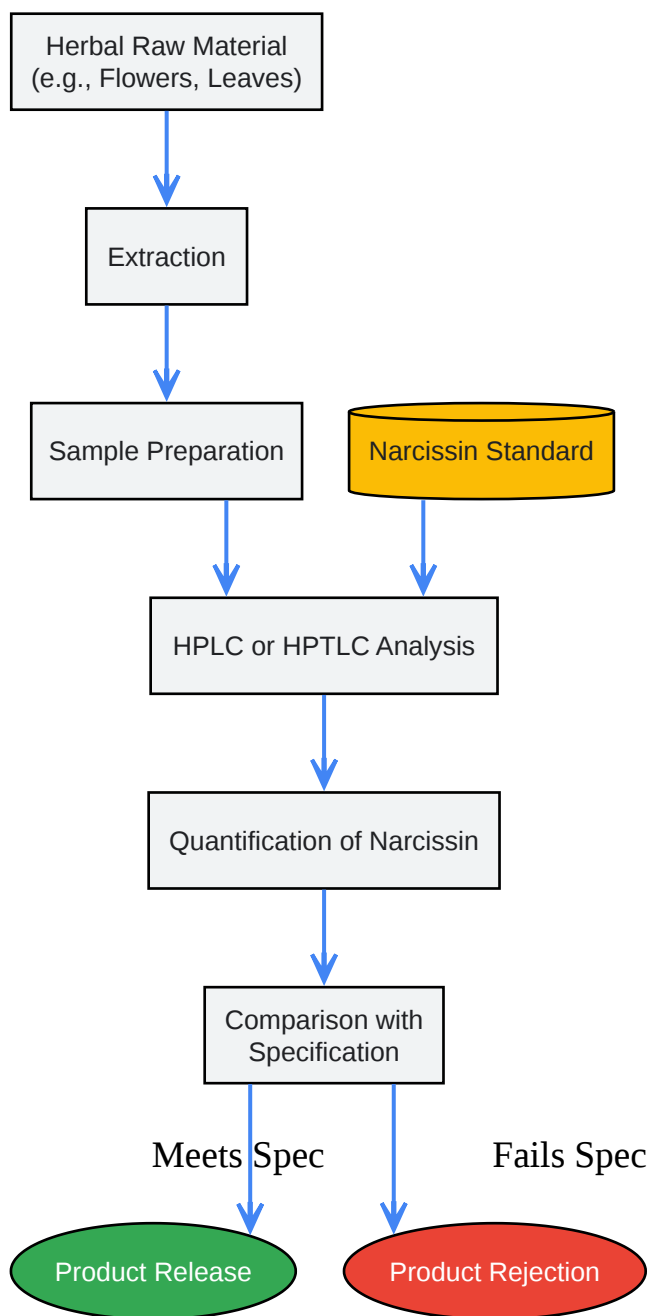 Herbal Raw Material
(e.g., Flowers, Leaves)
Extraction
Sample Preparation
Narcissin Standard
HPLC or HPTLC Analysis
Quantification of Narcissin
Comparison with
Specification
Meets Spec
Fails Spec
Product Release
Product Rejection